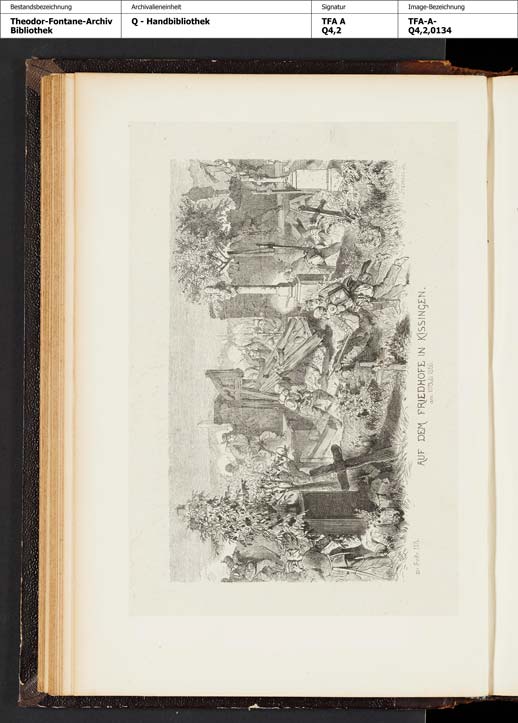 Bestandsbezeichnung
Theodor-Fontane-Archiv
Bibliothek
Archivalieneinheit
Q - Handbibliothek
Signatur
TFA A
Q4,2
Image-Bezeichnung
TFA-A-
Q4,2,0134
AUF DEM FRIEDHOFE IN KISSINGEN.